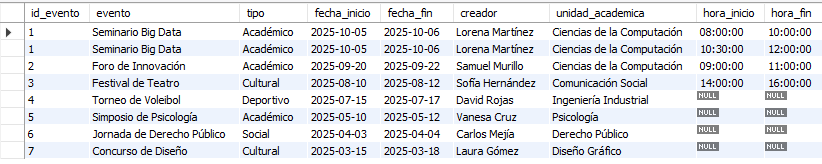 id_evento evento tipo fecha_inicio fecha_fin creador unidad_academica hora_inicio hora_fin
1 Seminario Big Data Académico 2025-10-05 2025-10-06 Lorena Martínez Ciencias de la Computación 08:00:00 10:00:00
1 Seminario Big Data Académico 2025-10-05 2025-10-06 Lorena Martínez Ciencias de la Computación 10:30:00 12:00:00
2 Foro de Innovación Académico 2025-09-20 2025-09-22 Samuel Murillo Ciencias de la Computación 09:00:00 11:00:00
3 Festival de Teatro Cultural 2025-08-10 2025-08-12 Sofía Hernández Comunicación Social 14:00:00 16:00:00
4 Torneo de Voleibol Deportivo 2025-07-15 2025-07-17 David Rojas Ingeniería Industrial NULL NULL
5 Simposio de Psicología Académico 2025-05-10 2025-05-12 Vanesa Cruz Psicología NULL NULL
6 Jornada de Derecho Público Social 2025-04-03 2025-04-04 Carlos Mejía Derecho Público NULL NULL
7 Concurso de Diseño Cultural 2025-03-15 2025-03-18 Laura Gómez Diseño Gráfico NULL NULL